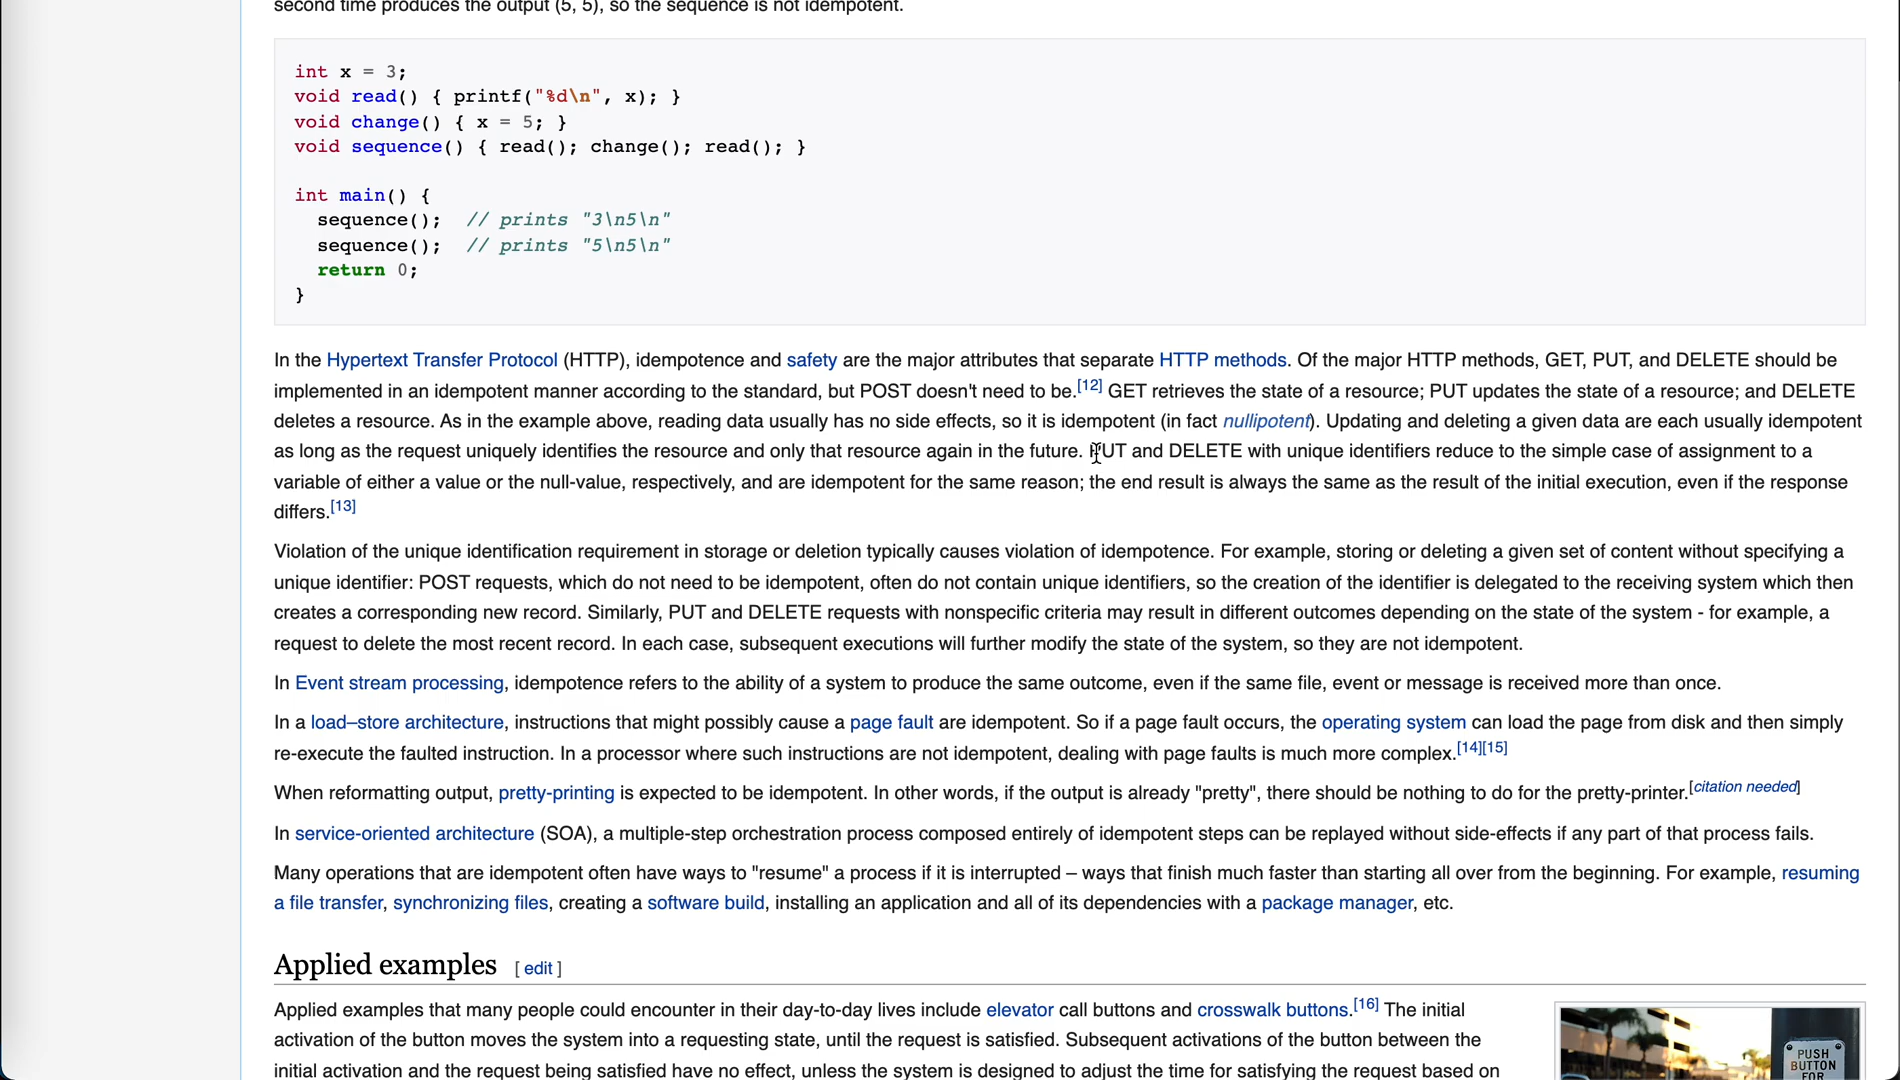 second time produces the output (5, 5), so the sequence is not idempotent.
int x = 3;
void read() { printf("%d\n", x); }
void change() { x = 5; }
void sequence() { read(); change(); read(); }
int main() {
sequence(); // prints "3\n5\n"
sequence(); // prints "5\n5\n"
return 0;
}
In the Hypertext Transfer Protocol (HTTP), idempotence and safety are the major attributes that separate HTTP methods. Of the major HTTP methods, GET, PUT, and DELETE should be
implemented in an idempotent manner according to the standard, but POST doesn't need to be.[12] GET retrieves the state of a resource; PUT updates the state of a resource; and DELETE
deletes a resource. As in the example above, reading data usually has no side effects, so it is idempotent (in fact nullipotent). Updating and deleting a given data are each usually idempotent
as long as the request uniquely identifies the resource and only that resource again in the future. PUT and DELETE with unique identifiers reduce to the simple case of assignment to a
variable of either a value or the null-value, respectively, and are idempotent for the same reason; the end result is always the same as the result of the initial execution, even if the response
differs.[13]
Violation of the unique identification requirement in storage or deletion typically causes violation of idempotence. For example, storing or deleting a given set of content without specifying a
unique identifier: POST requests, which do not need to be idempotent, often do not contain unique identifiers, so the creation of the identifier is delegated to the receiving system which then
creates a corresponding new record. Similarly, PUT and DELETE requests with nonspecific criteria may result in different outcomes depending on the state of the system - for example, a
request to delete the most recent record. In each case, subsequent executions will further modify the state of the system, so they are not idempotent.
In Event stream processing, idempotence refers to the ability of a system to produce the same outcome, even if the same file, event or message is received more than once.
In a load–store architecture, instructions that might possibly cause a page fault are idempotent. So if a page fault occurs, the operating system can load the page from disk and then simply
re-execute the faulted instruction. In a processor where such instructions are not idempotent, dealing with page faults is much more complex.[14][15]
When reformatting output, pretty-printing is expected to be idempotent. In other words, if the output is already "pretty", there should be nothing to do for the pretty-printer.[citation needed]
In service-oriented architecture (SOA), a multiple-step orchestration process composed entirely of idempotent steps can be replayed without side-effects if any part of that process fails.
Many operations that are idempotent often have ways to "resume" a process if it is interrupted – ways that finish much faster than starting all over from the beginning. For example, resuming
a file transfer, synchronizing files, creating a software build, installing an application and all of its dependencies with a package manager, etc.
Applied examples [ edit ]
Applied examples that many people could encounter in their day-to-day lives include elevator call buttons and crosswalk buttons.[16] The initial
activation of the button moves the system into a requesting state, until the request is satisfied. Subsequent activations of the button between the
initial activation and the request being satisfied have no effect, unless the system is designed to adjust the time for satisfying the request based on
PUSH
BUTTON
FOR